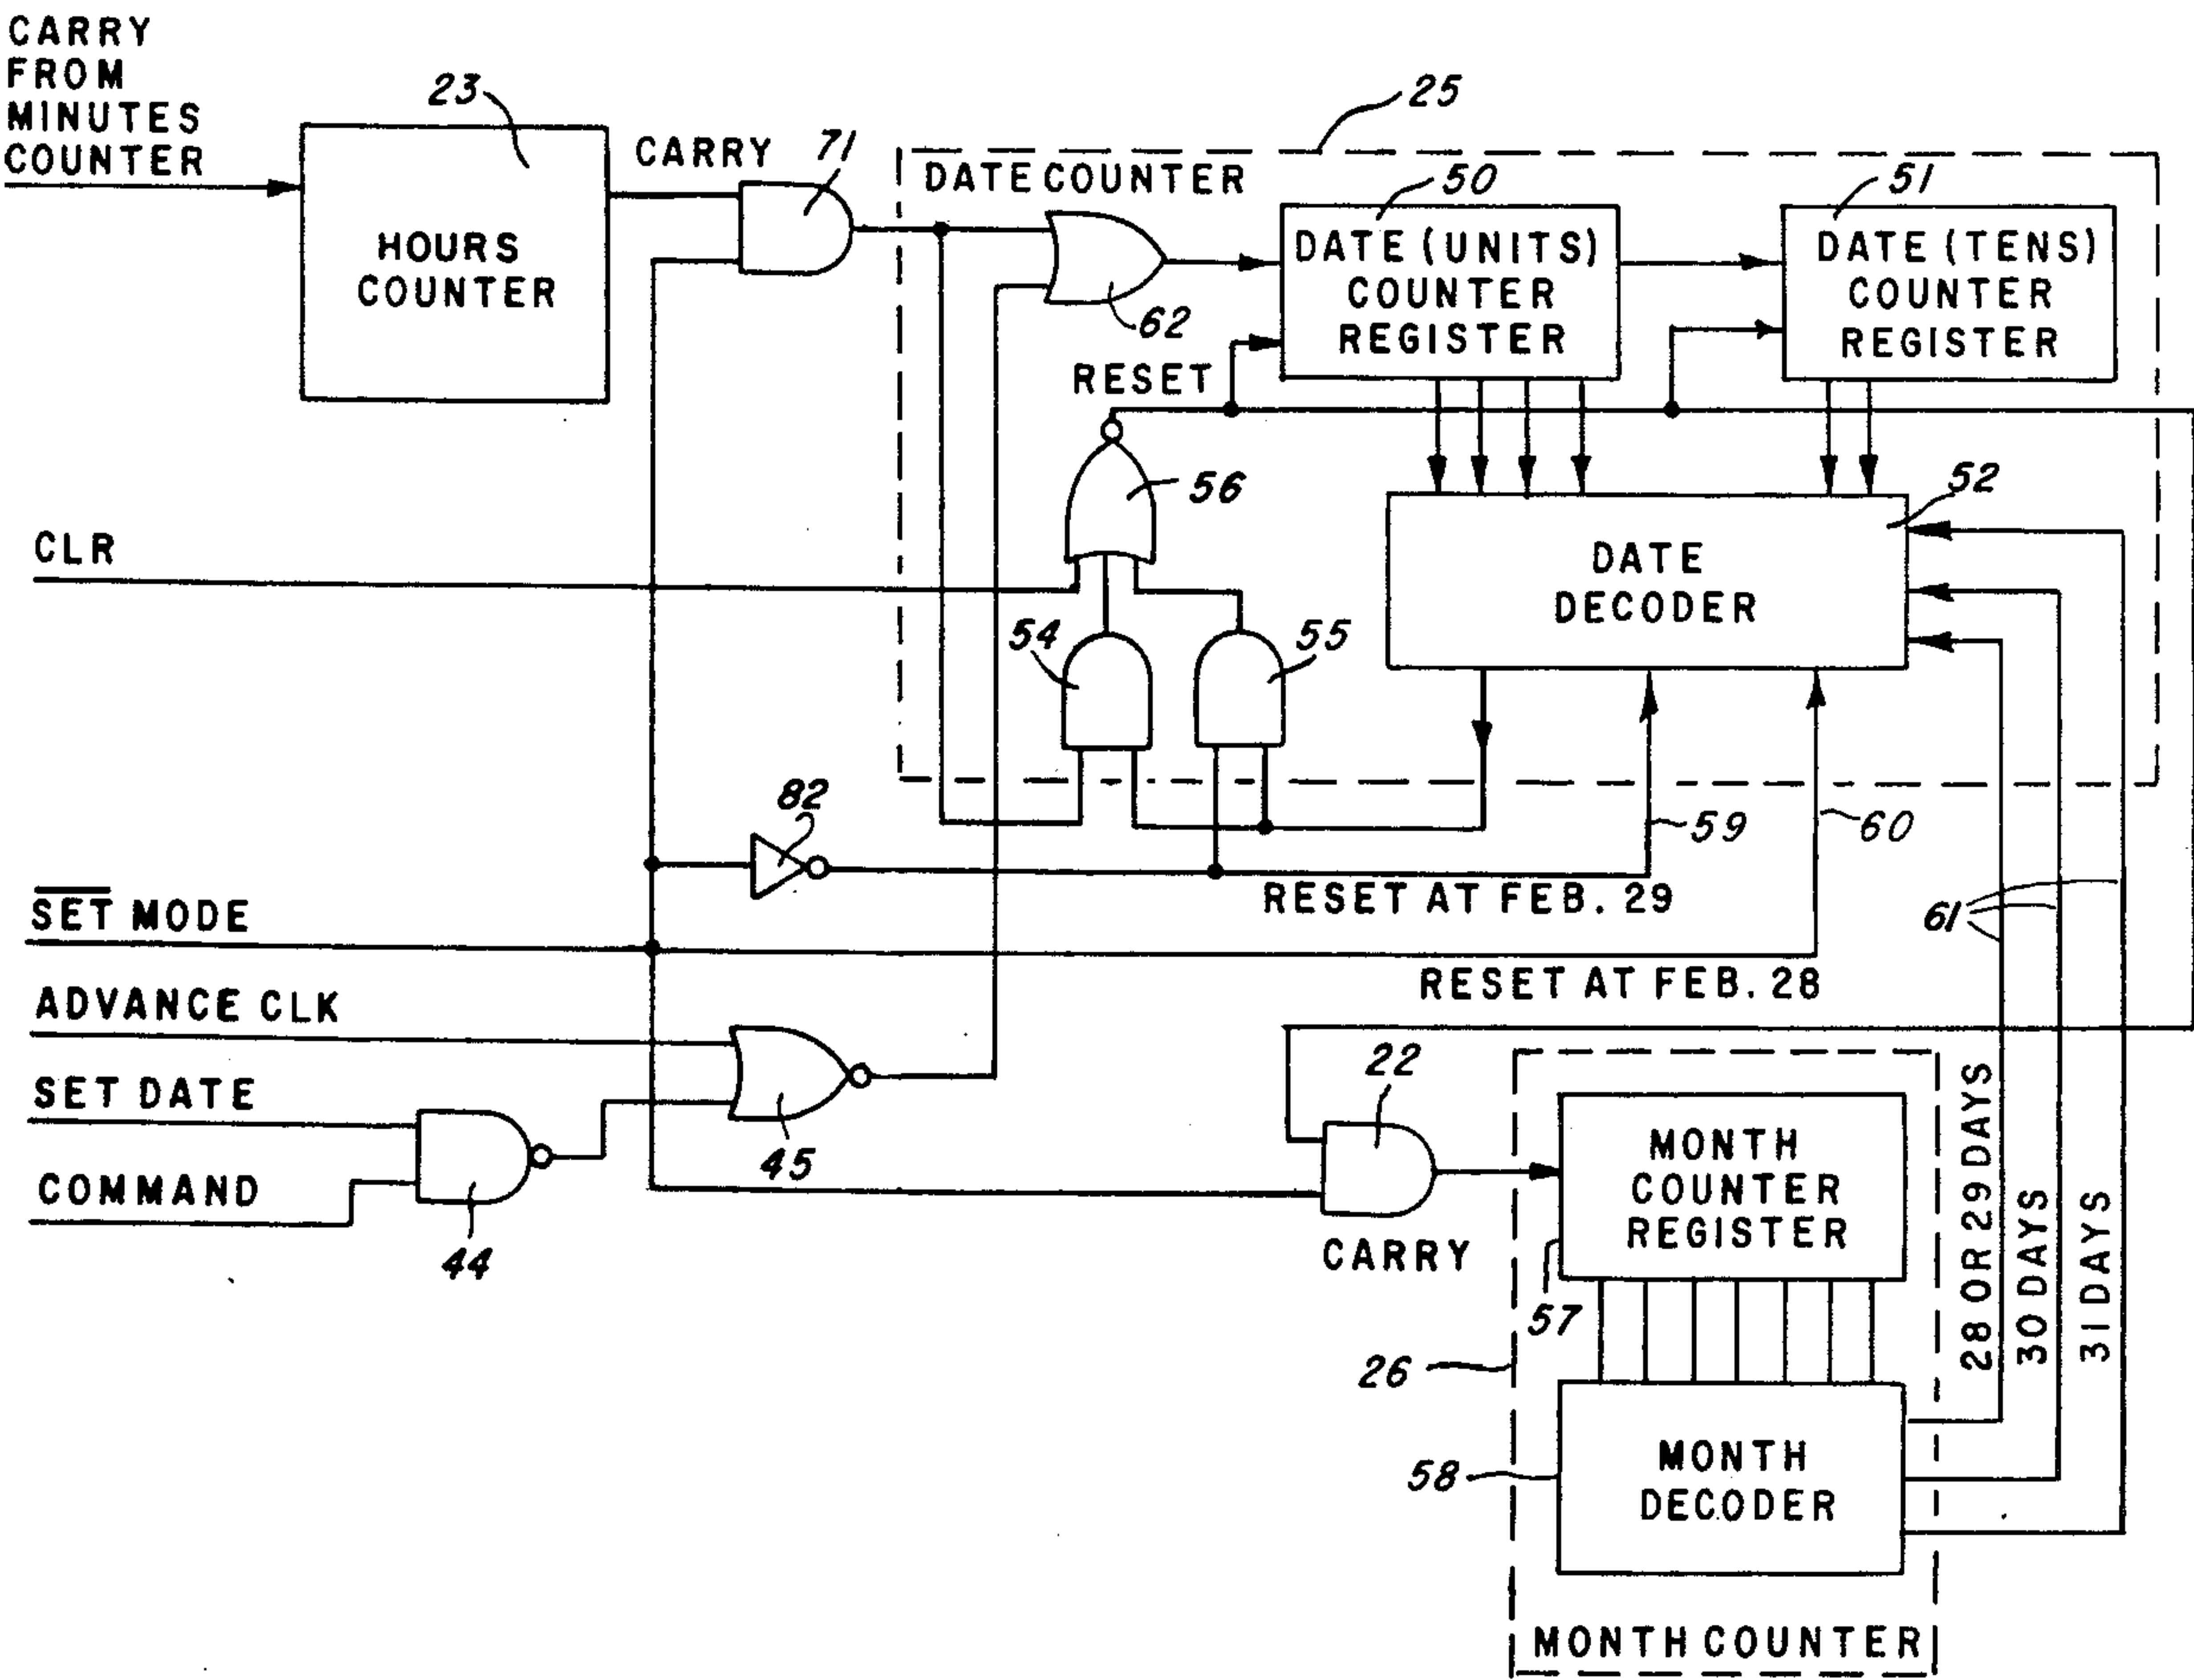 CARRY
FROM
MINUTES
COUNTER
23
HOURS
COUNTER
CARRY
71
25
DATE COUNTER
62
50
DATE (UNITS)
COUNTER
REGISTER
51
DATE (TENS)
COUNTER
REGISTER
RESET
56
52
DATE
DECODER
CLR
54
55
82
59
60
61
RESET AT FEB. 29
SET MODE
RESET AT FEB. 28
ADVANCE CLK
SET DATE
COMMAND
45
44
22
CARRY
MONTH
COUNTER
REGISTER
57
26
58
MONTH
DECODER
MONTH COUNTER
28 OR 29 DAYS
30 DAYS
31 DAYS